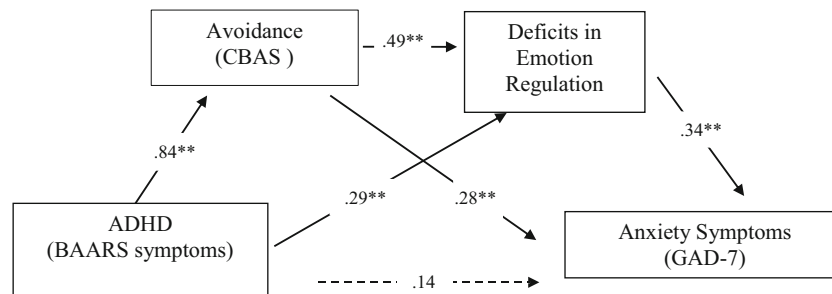 Avoidance
(CBAS )
.49**
Deficits in
Emotion
Regulation
.84**
.34**
.29**
.28**
ADHD
(BAARS symptoms)
Anxiety Symptoms
(GAD-7)
.14